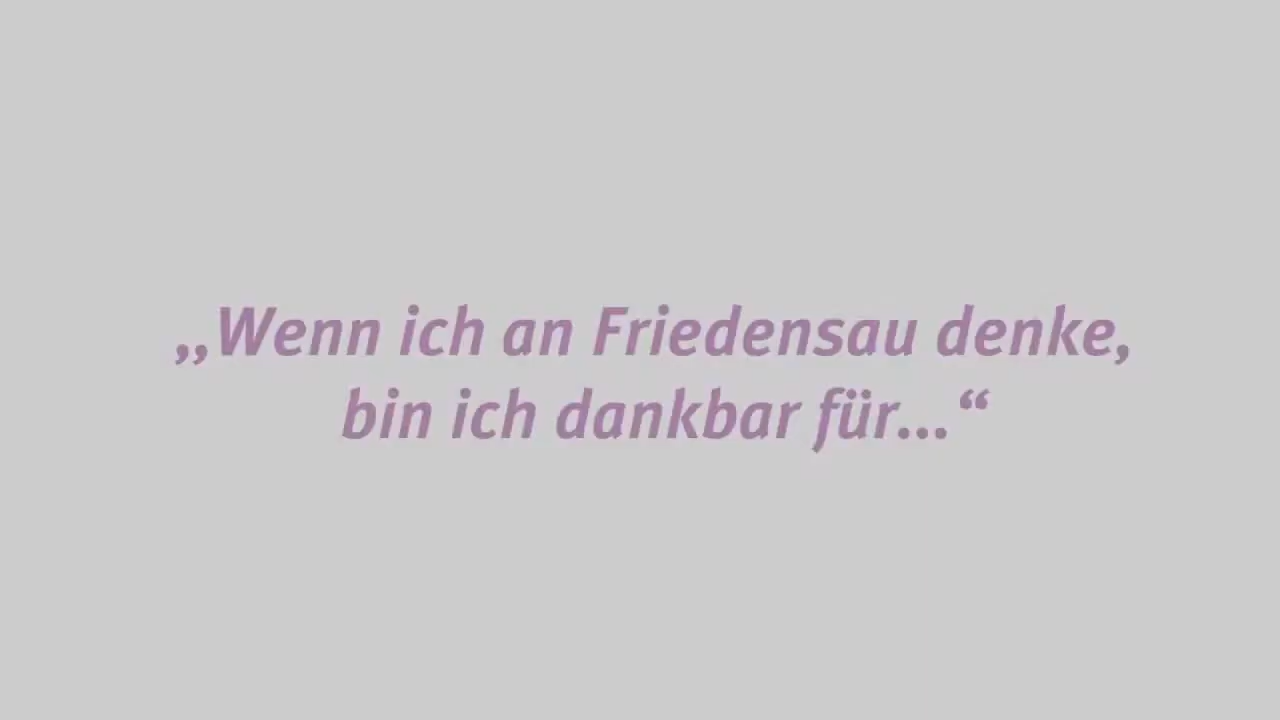 „Wenn ich an Friedensau denke,
bin ich dankbar für...“